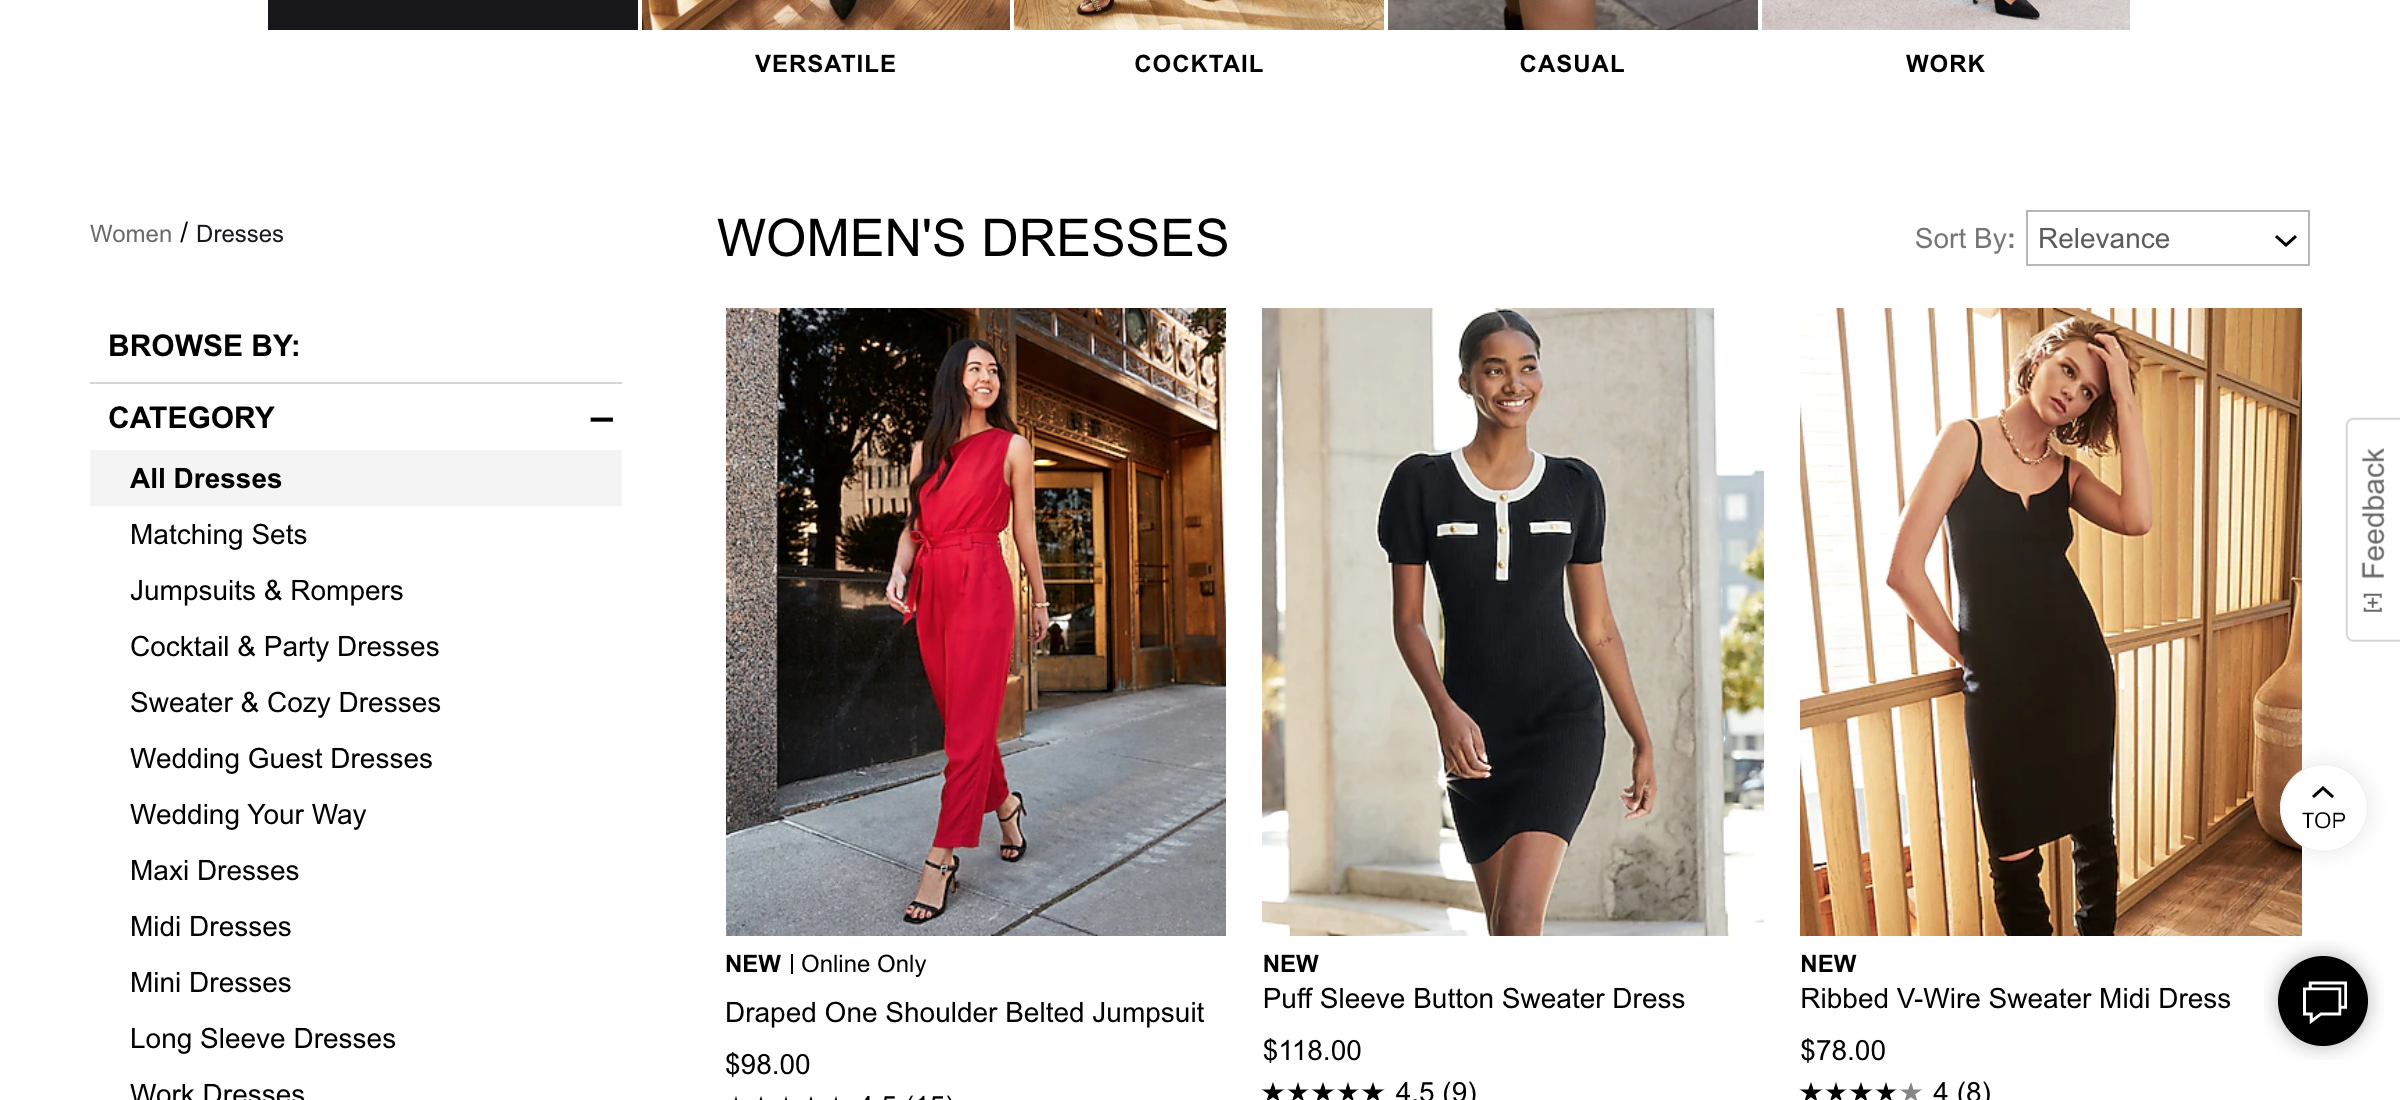 VERSATILE
COCKTAIL
CASUAL
WORK
Women / Dresses
WOMEN'S DRESSES
Sort By: Relevance
BROWSE BY:
CATEGORY
All Dresses
Matching Sets
Jumpsuits & Rompers
Cocktail & Party Dresses
Sweater & Cozy Dresses
Wedding Guest Dresses
Wedding Your Way
Maxi Dresses
Midi Dresses
Mini Dresses
Long Sleeve Dresses
Work Dresses
NEW | Online Only
Draped One Shoulder Belted Jumpsuit
$98.00
4.5 (15)
NEW
Puff Sleeve Button Sweater Dress
$118.00
4.5 (9)
NEW
Ribbed V-Wire Sweater Midi Dress
$78.00
4 (8)
[+] Feedback
TOP